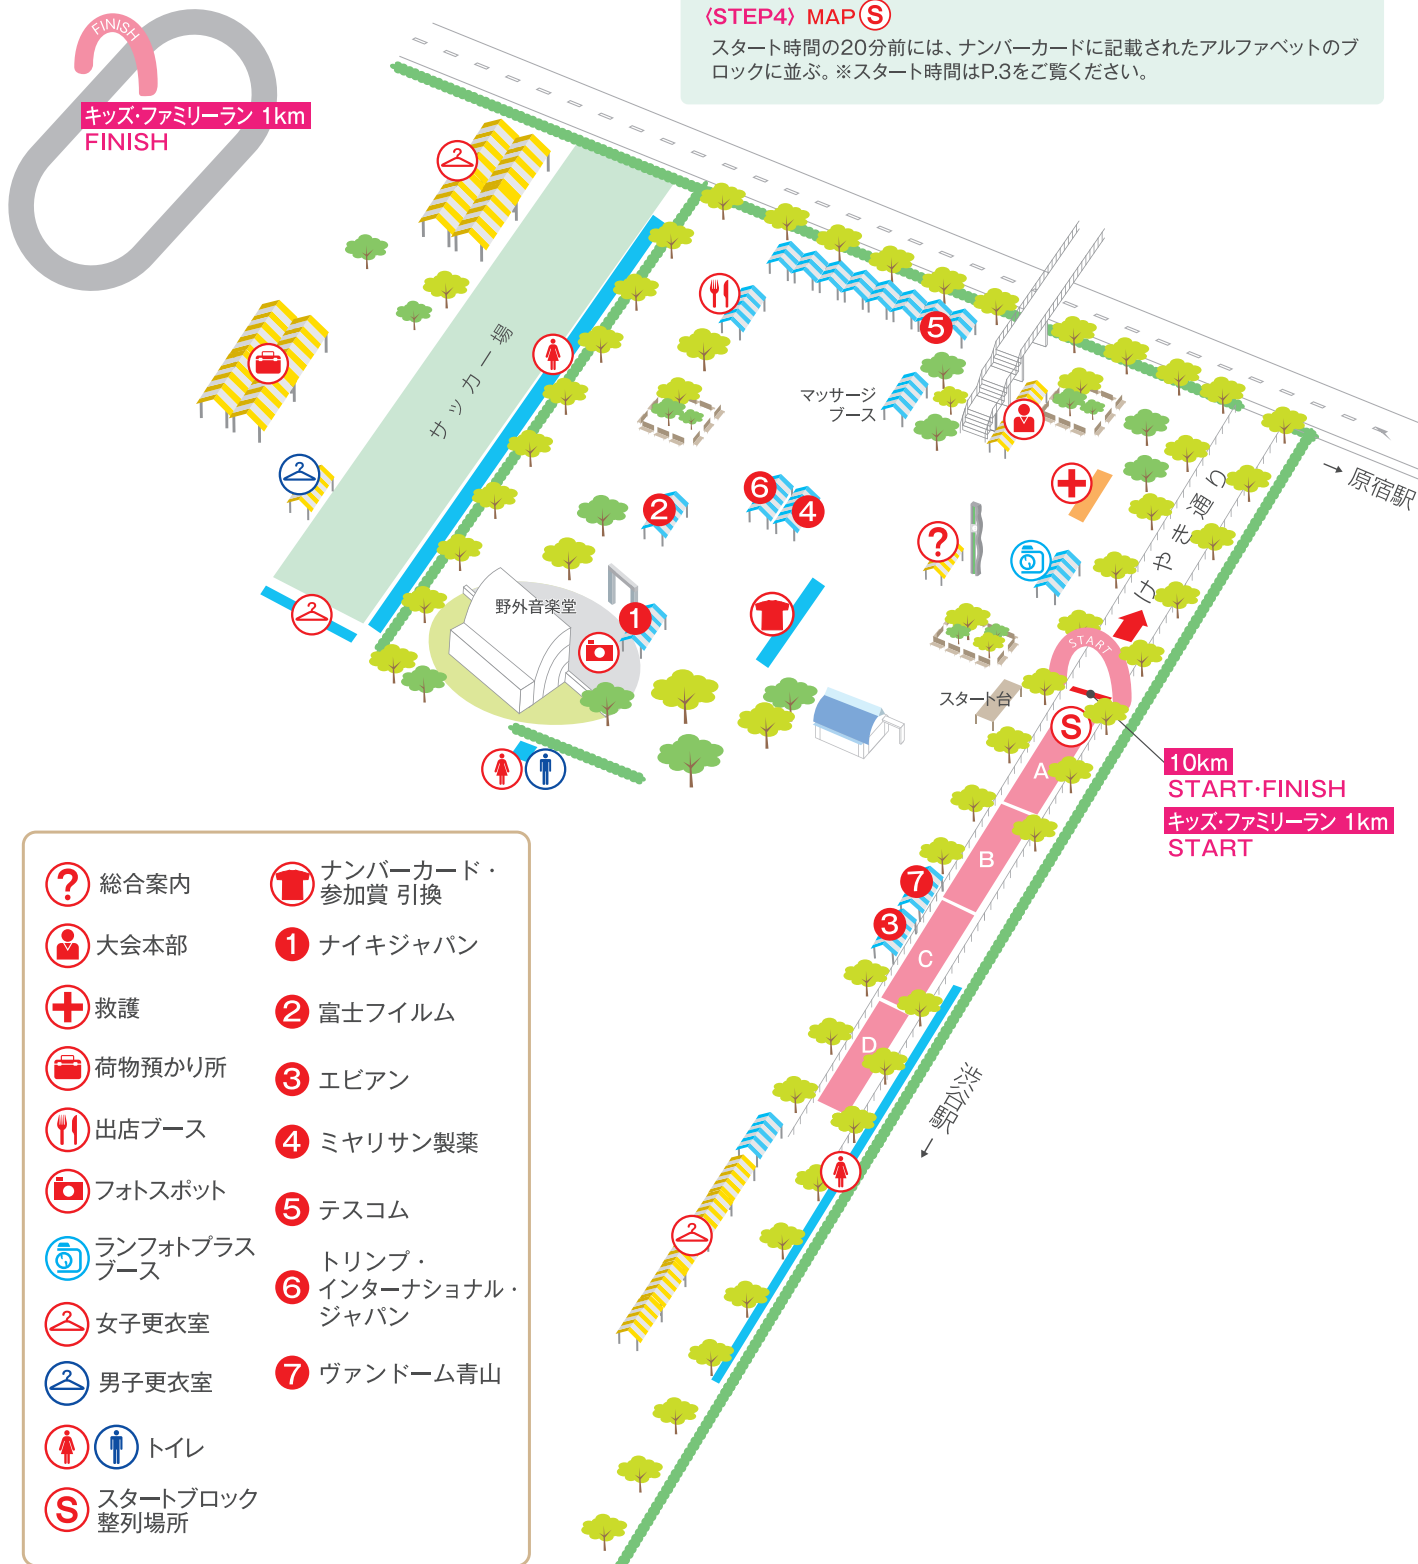 〈STEP4〉 MAP S
スタート時間の20分前には、ナンバーカードに記載されたアルファベットのブ
ロックに並ぶ。※スタート時間はP.3をご覧ください。
FINISH
キッズ・ファミリーラン 1km
FINISH
サッカー場
5
マッサージ
ブース
原宿駅
けやき通り
6
4
2
?
野外音楽堂
1
START
スタート台
S
A
10km
START・FINISH
キッズ・ファミリーラン 1km
START
B
7
3
C
D
渋谷駅
? 総合案内
大会本部
救護
荷物預かり所
出店ブース
フォトスポット
ランフォトプラス
ブース
女子更衣室
男子更衣室
トイレ
S スタートブロック
整列場所
ナンバーカード・
参加賞 引換
1 ナイキジャパン
2 富士フイルム
3 エビアン
4 ミヤリサン製薬
5 テスコム
6 トリンプ・
インターナショナル・
ジャパン
7 ヴァンドーム青山